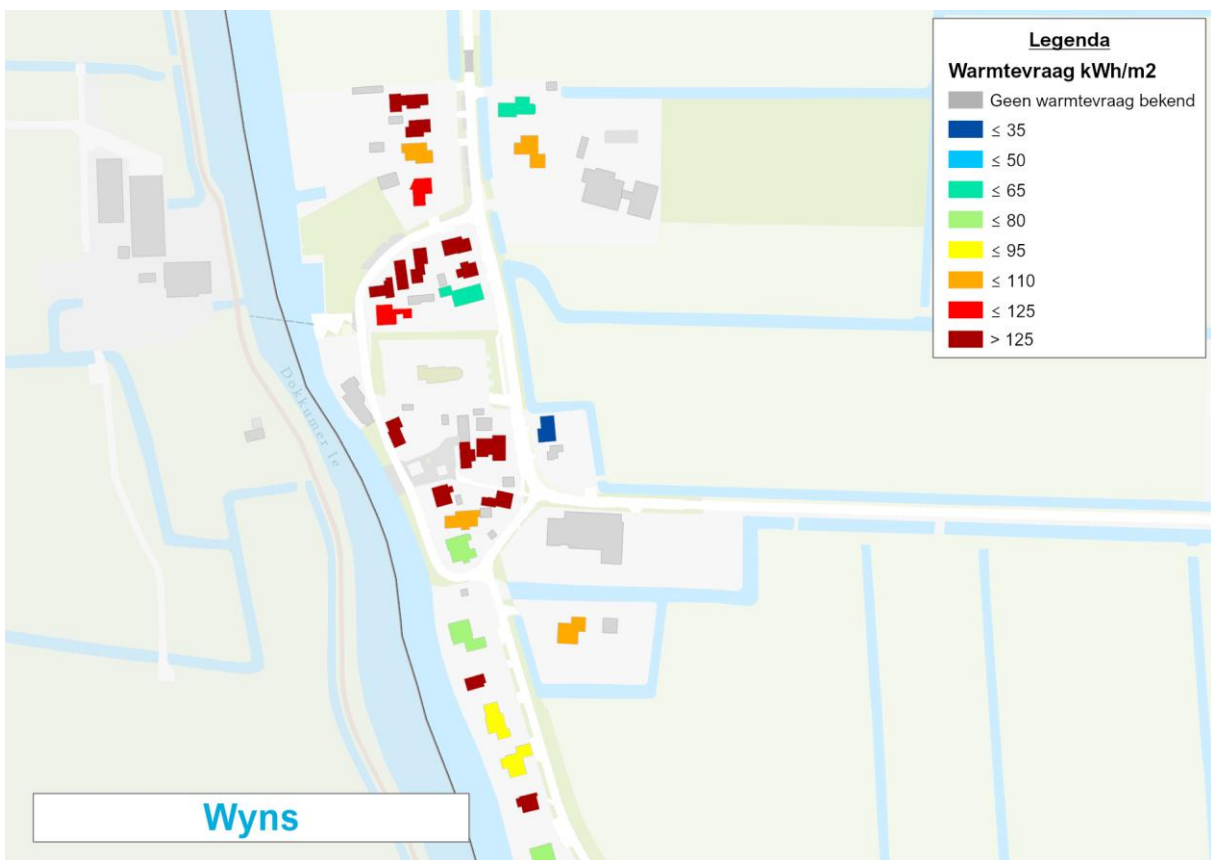 Legenda
Warmtevraag kWh/m2
Geen warmtevraag bekend
≤ 35
≤ 50
≤ 65
≤ 80
≤ 95
≤ 110
≤ 125
> 125
Dokkumer Ie
Wyns